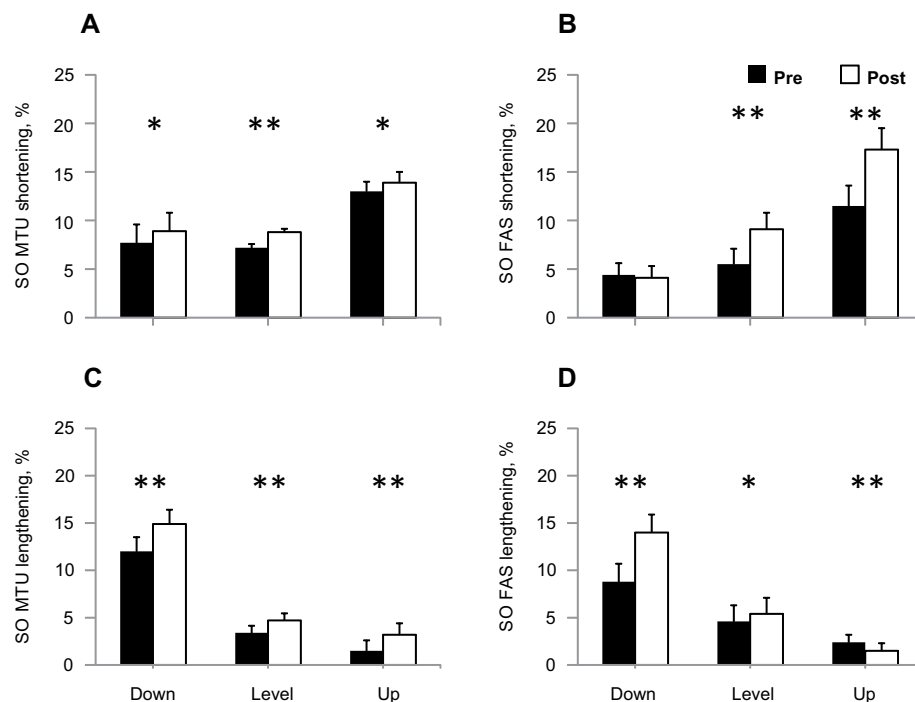 A
SO MTU shortening, %
25
20
15
10
5
0
* ** *
B
SO FAS shortening, %
25
20
15
10
5
0
Pre Post
** **
C
SO MTU lengthening, %
25
20
15
10
5
0
** ** **
Down Level Up
D
SO FAS lengthening, %
25
20
15
10
5
0
** * **
Down Level Up